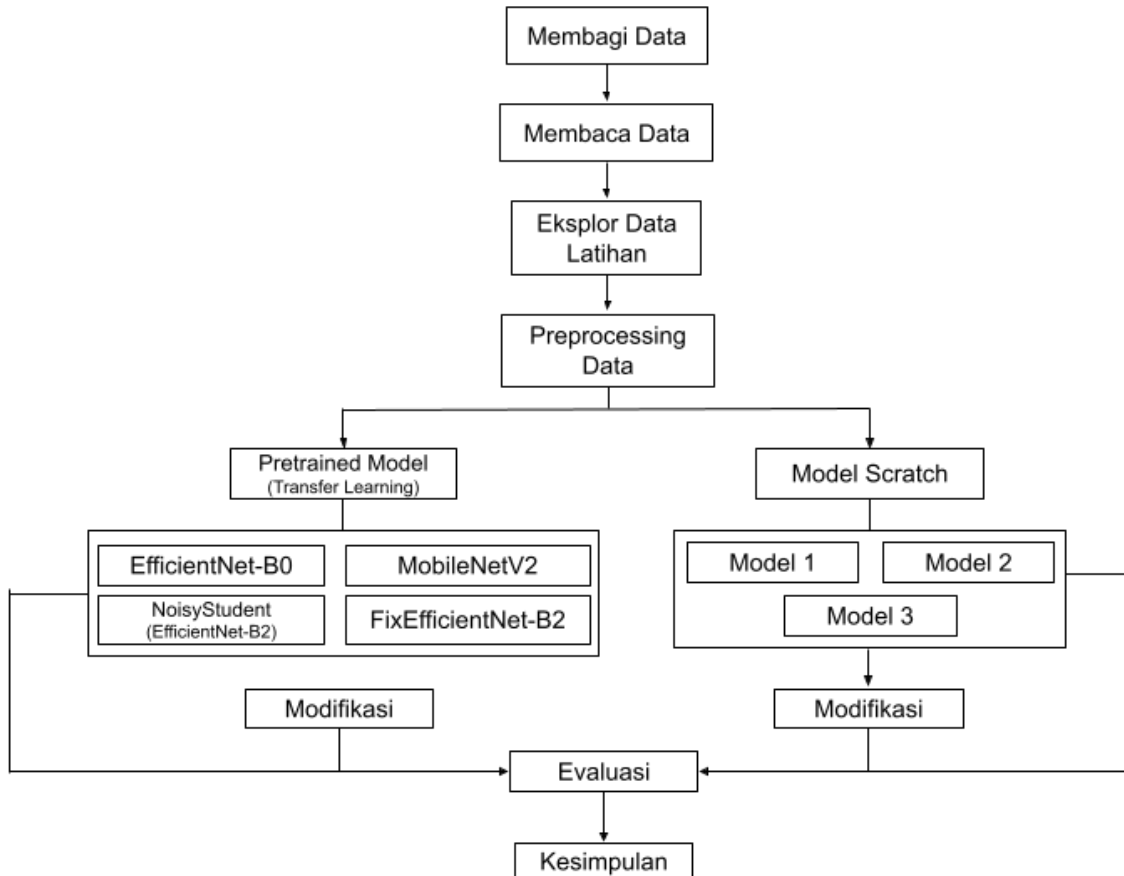 Membagi Data
Membaca Data
Eksplor Data
Latihan
Preprocessing
Data
Pretrained Model
(Transfer Learning)
Model Scratch
EfficientNet-B0
MobileNetV2
NoisyStudent
(EfficientNet-B2)
FixEfficientNet-B2
Model 1
Model 2
Model 3
Modifikasi
Modifikasi
Evaluasi
Kesimpulan